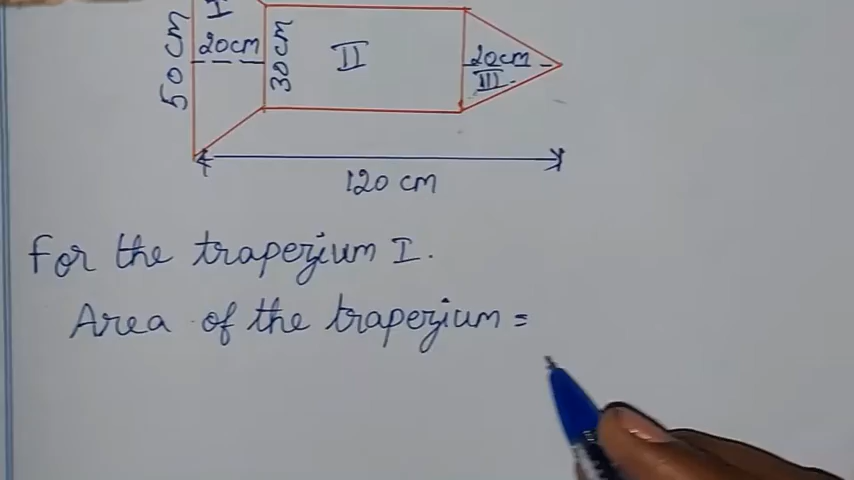 I
50 cm
20cm
30 cm
II
20cm
III
120 cm
For the trapezium I.
Area of the trapezium =